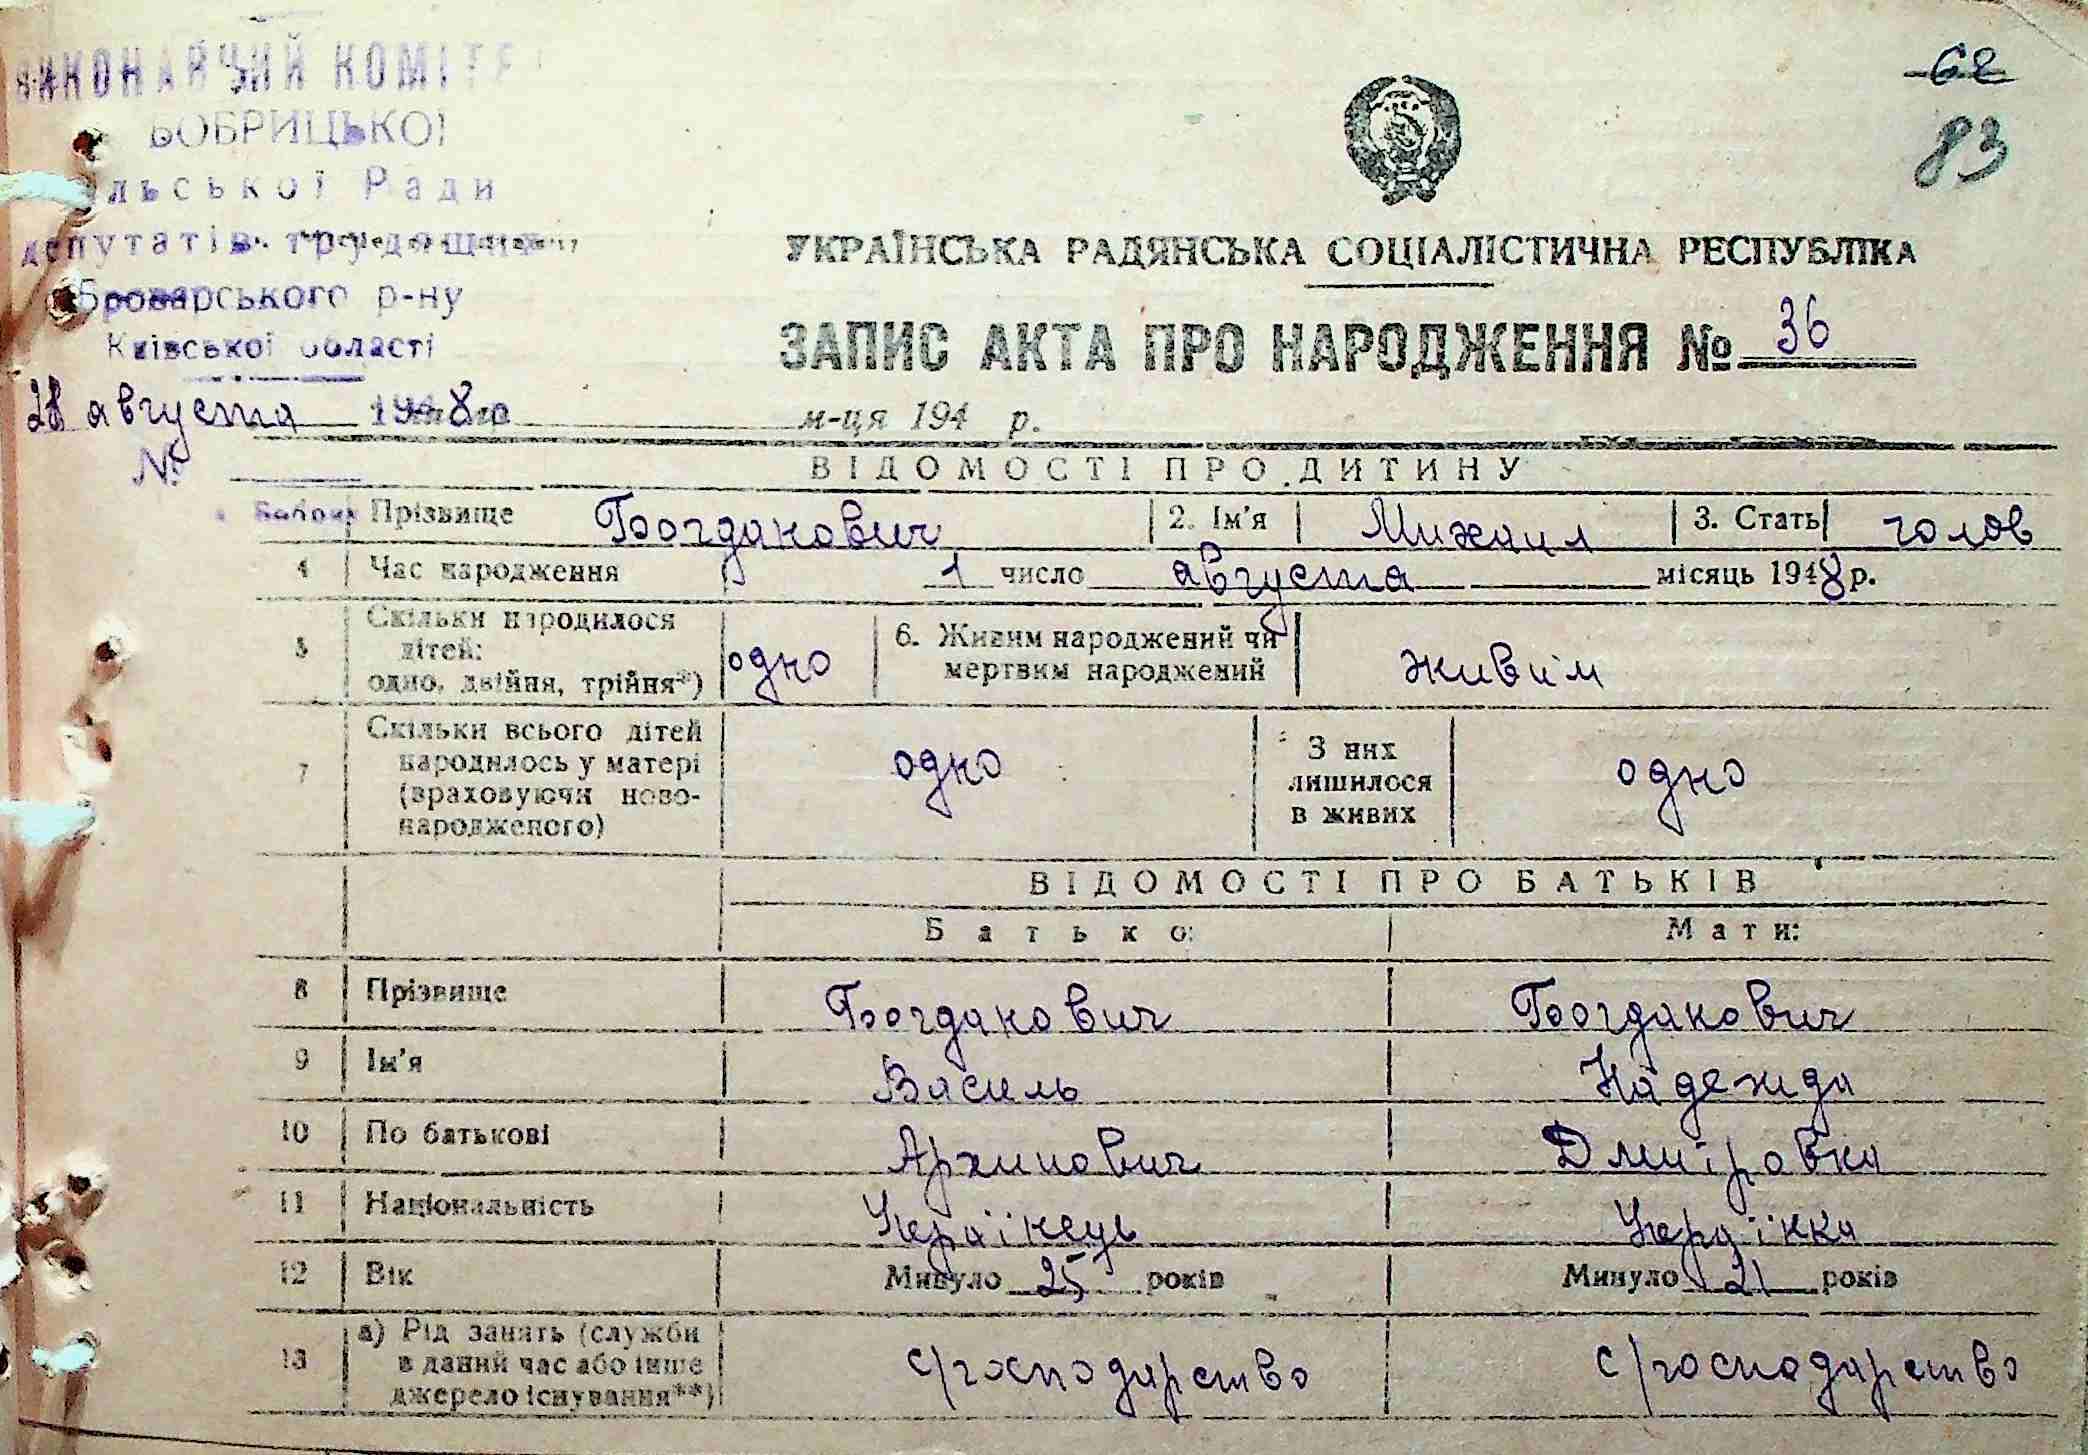 ВИКОНАВЧИЙ КОМІТЕ
БОБРИЦЬКОЇ
сільської Ради
депутатів трудящих
Броварського р-ну
Київської області
28 августа 1948 р
№
62
83
УКРАЇНСЬКА РАДЯНСЬКА СОЦІАЛІСТИЧНА РЕСПУБЛІКА
ЗАПИС АКТА ПРО НАРОДЖЕННЯ № 36
м-ця 194 р.
ВІДОМОСТІ ПРО ДИТИНУ
Прізвище Богданович 2. Ім'я Михаил 3. Стать голов
4 Час народження 1 число августа місяць 1948 р.
5 Скільки народилося дітей: одно, двійня, трійня*) одно 6. Живим народжений чи мертвим народжений живим
7 Скільки всього дітей народилось у матері (враховуючи ново-народженого) одно З них лишилося в живих одно
ВІДОМОСТІ ПРО БАТЬКІВ
Батько: Мати:
8 Прізвище Богданович Богданович
9 Ім'я Василь Надежда
10 По батькові Архипович Дмитровна
11 Національність Українець Українка
12 Вік Минуло 25 років Минуло 21 років
13 а) Рід занять (служби в даний час або інше джерело існування**) с/господарство с/господарство